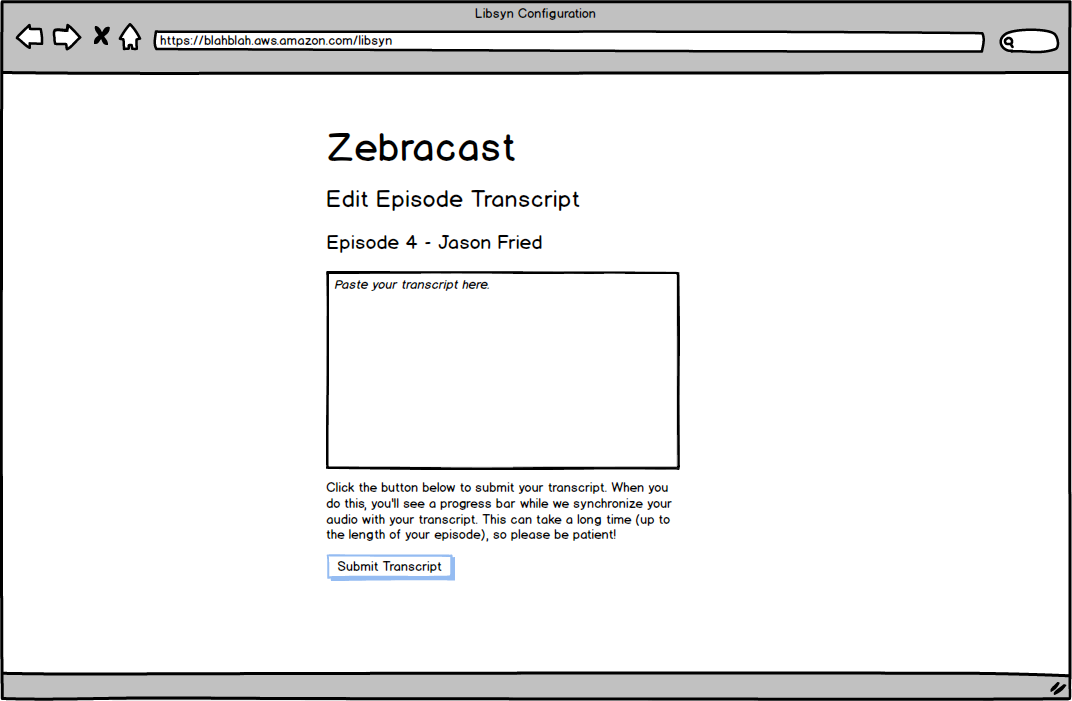 Libsyn Configuration
https://blahblah.aws.amazon.com/libsyn
Zebracast
Edit Episode Transcript
Episode 4 - Jason Fried
Paste your transcript here.
Click the button below to submit your transcript. When you
do this, you'll see a progress bar while we synchronize your
audio with your transcript. This can take a long time (up to
the length of your episode), so please be patient!
Submit Transcript